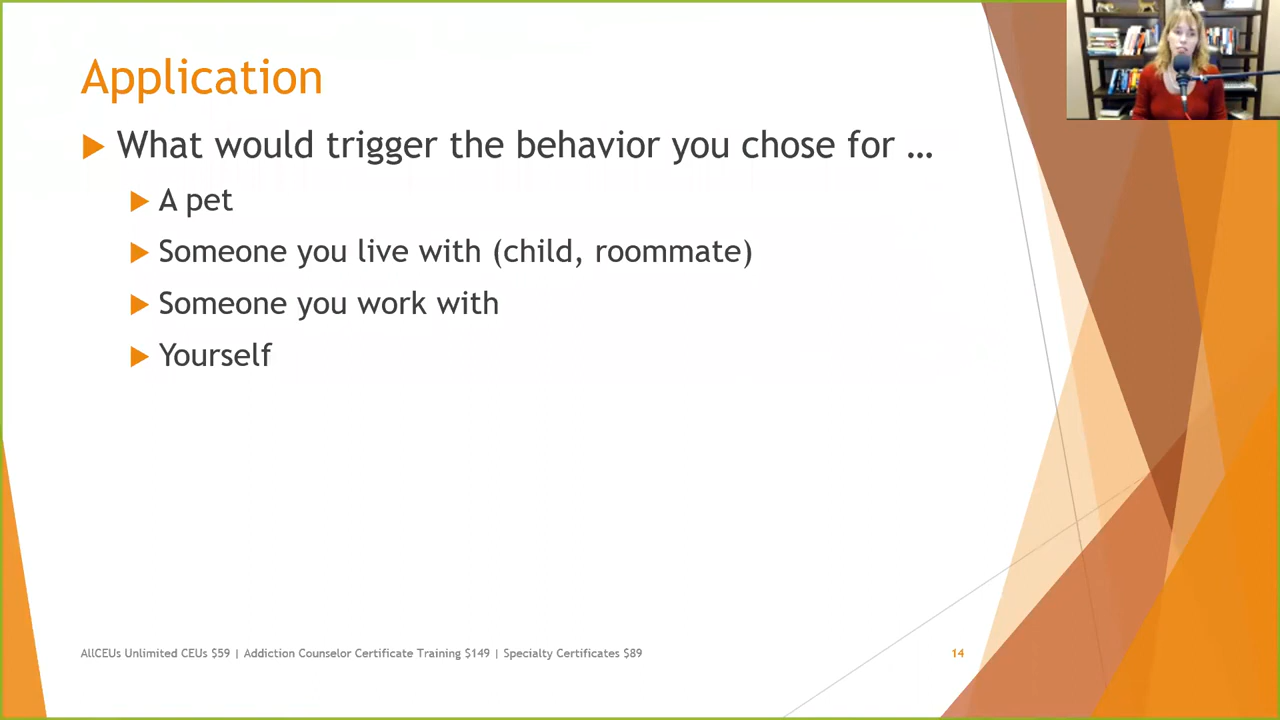 Application
What would trigger the behavior you chose for …
A pet
Someone you live with (child, roommate)
Someone you work with
Yourself
AllCEUs Unlimited CEUs $59 | Addiction Counselor Certificate Training $149 | Specialty Certificates $89
14